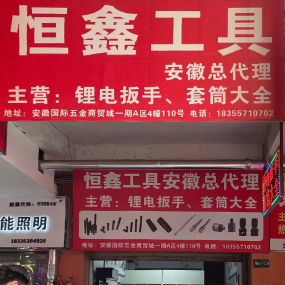 恒鑫工具
安徽总代理
主营：锂电扳手、套筒大全
地址：安徽国际五金商贸城一期A区4幢110号 电话：18355710702
恒鑫工具安徽总代理
主营：锂电扳手、套筒大全
地址：安徽国际五金商贸城一期A区4幢110号 电话：18355710702
能照明